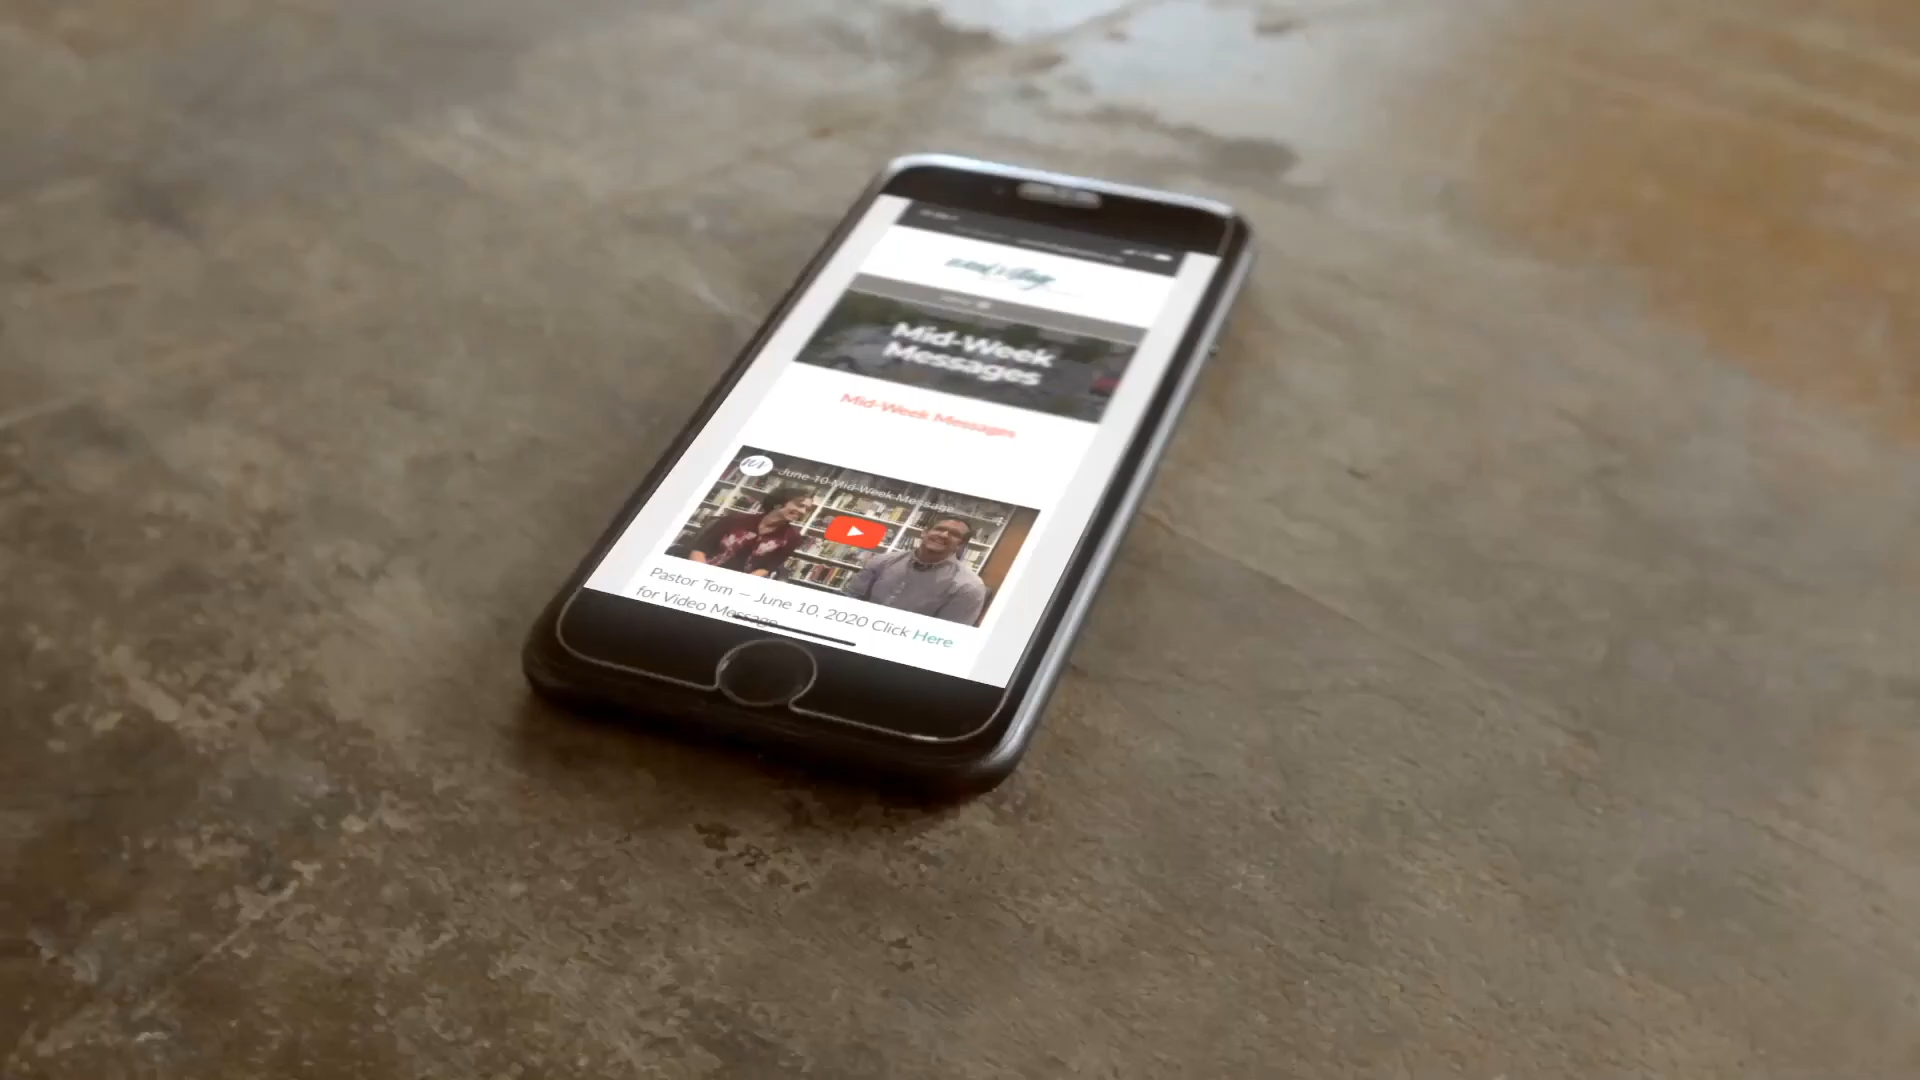 Mid-Week
Messages
Mid-Week Messages
June 10 Mid-Week Message
Pastor Tom – June 10, 2020 Click Here
for Video Message